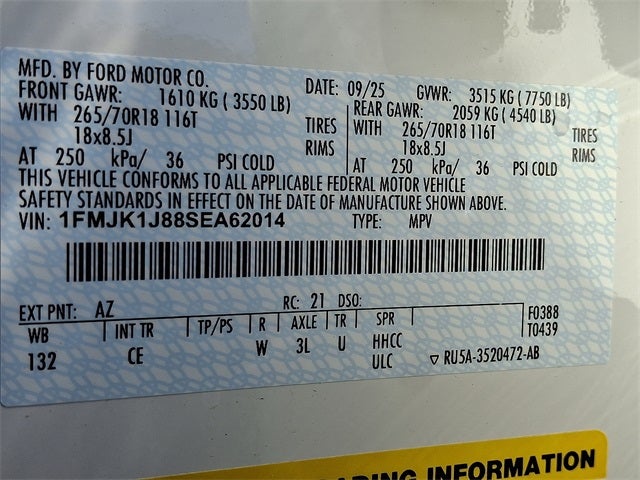 MFD. BY FORD MOTOR CO. DATE: 09/25 GVWR: 3515 KG ( 7750 LB)
FRONT GAWR: 1610 KG ( 3550 LB) REAR GAWR: 2059 KG ( 4540 LB)
WITH 265/70R18 116T TIRES WITH 265/70R18 116T TIRES
18x8.5J RIMS 18x8.5J RIMS
AT 250 kPa/ 36 PSI COLD AT 250 kPa/ 36 PSI COLD
THIS VEHICLE CONFORMS TO ALL APPLICABLE FEDERAL MOTOR VEHICLE
SAFETY STANDARDS IN EFFECT ON THE DATE OF MANUFACTURE SHOWN ABOVE.
VIN: 1FMJK1J88SEA62014 TYPE: MPV
EXT PNT: AZ RC: 21 DSO: F0388
WB INT TR TP/PS R AXLE TR SPR T0439
132 CE W 3L U HHCC
ULC ▽ RU5A-3520472-AB
INFORMATION